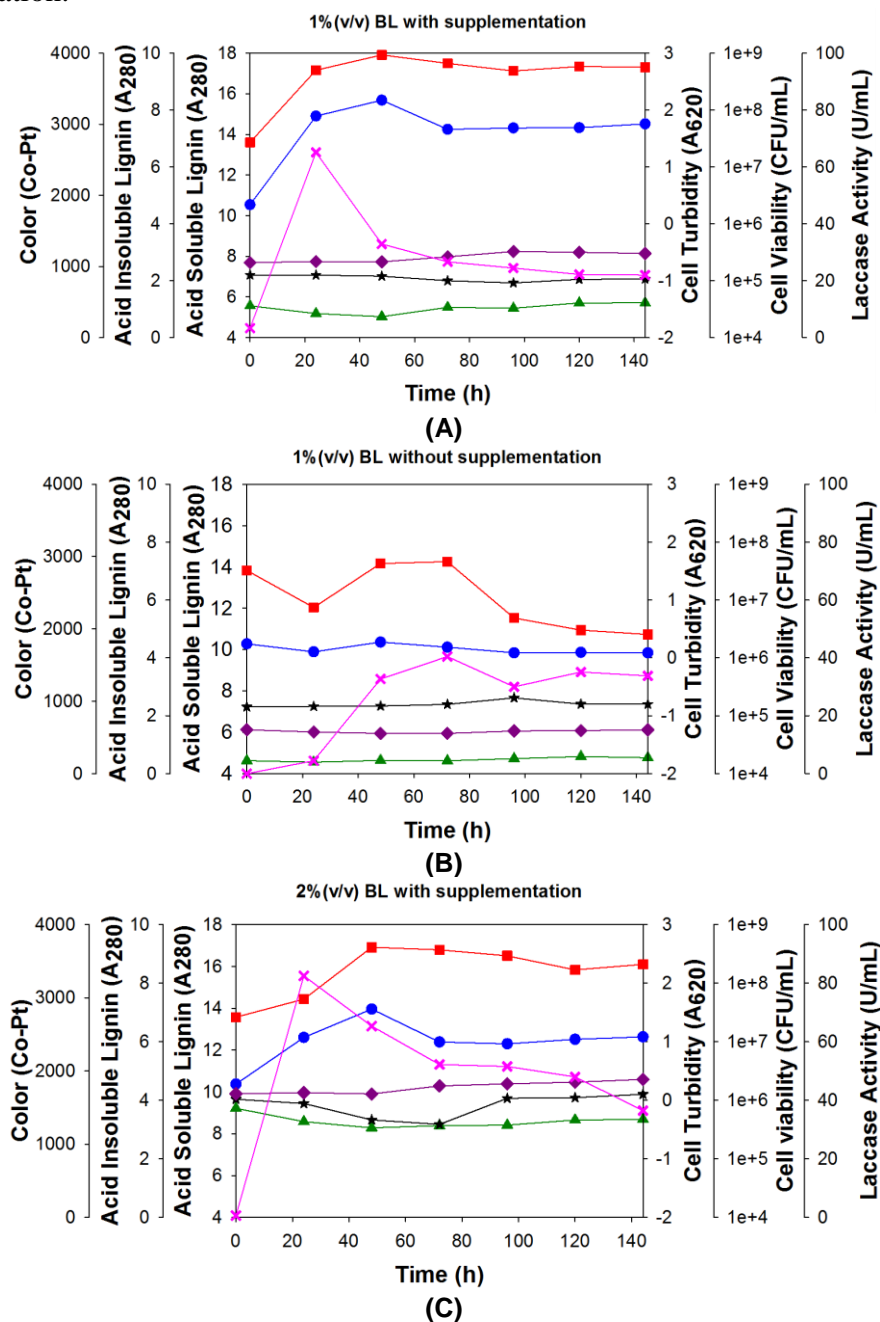 ation.
1%(v/v) BL with supplementation
Color (Co-Pt)
4000
3000
2000
1000
0
Acid Insoluble Lignin (A280)
10
8
6
4
2
0
Acid Soluble Lignin (A280)
18
16
14
12
10
8
6
4
3
2
1
0
-1
-2
Cell Turbidity (A620)
1e+9
1e+8
1e+7
1e+6
1e+5
1e+4
Cell Viability (CFU/mL)
100
80
60
40
20
0
Laccase Activity (U/mL)
0 20 40 60 80 100 120 140
Time (h)
(A)
1%(v/v) BL without supplementation
Color (Co-Pt)
4000
3000
2000
1000
0
Acid Insoluble Lignin (A280)
10
8
6
4
2
0
Acid Soluble Lignin (A280)
18
16
14
12
10
8
6
4
3
2
1
0
-1
-2
Cell Turbidity (A620)
1e+9
1e+8
1e+7
1e+6
1e+5
1e+4
Cell Viability (CFU/mL)
100
80
60
40
20
0
Laccase Activity (U/mL)
0 20 40 60 80 100 120 140
Time (h)
(B)
2%(v/v) BL with supplementation
Color (Co-Pt)
4000
3000
2000
1000
0
Acid Insoluble Lignin (A280)
10
8
6
4
2
0
Acid Soluble Lignin (A280)
18
16
14
12
10
8
6
4
3
2
1
0
-1
-2
Cell Turbidity (A620)
1e+9
1e+8
1e+7
1e+6
1e+5
1e+4
Cell viability (CFU/mL)
100
80
60
40
20
0
Laccase Activity (U/mL)
0 20 40 60 80 100 120 140
Time (h)
(C)